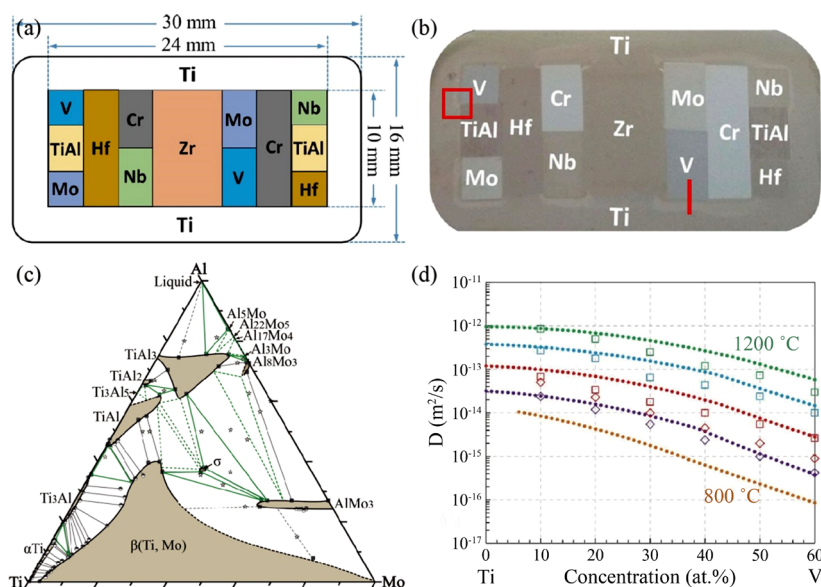 (a)
30 mm
24 mm
Ti
V
TiAl
Mo
Hf
Cr
Nb
Zr
Mo
V
Cr
Nb
TiAl
Hf
Ti
10 mm
16 mm
(b)
Ti
V
TiAl
Mo
Hf
Cr
Nb
Zr
Mo
V
Cr
Nb
TiAl
Hf
Ti
(c)
Al
Liquid
Al5Mo
Al22Mo5
Al17Mo4
Al3Mo
Al8Mo3
TiAl3
TiAl2
Ti3Al5
TiAl
σ
Ti3Al
AlMo3
αTi
β(Ti, Mo)
Ti
Mo
(d)
D (m²/s)
10⁻¹¹
10⁻¹²
10⁻¹³
10⁻¹⁴
10⁻¹⁵
10⁻¹⁶
10⁻¹⁷
1200 ˚C
800 ˚C
0 10 20 30 40 50 60
Ti Concentration (at.%) V